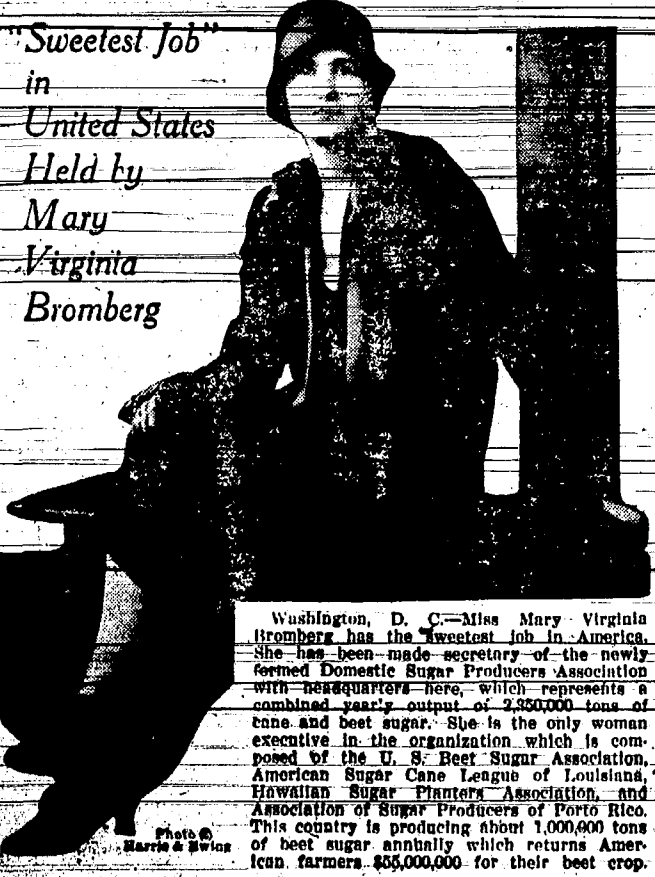 "Sweetest Job"
in
United States
Held by
Mary
Virginia
Bromberg
Washington, D. C.—Miss Mary Virginia
Bromberg has the sweetest job in America.
She has been made secretary of the newly
formed Domestic Sugar Producers Association
with headquarters here, which represents a
combined yearly output of 2,350,000 tons of
cane and beet sugar. She is the only woman
executive in the organization which is com-
posed of the U. S. Beet Sugar Association,
American Sugar Cane League of Louisiana,
Hawaiian Sugar Planters Association, and
Association of Sugar Producers of Porto Rico.
This country is producing about 1,000,000 tons
of beet sugar annually which returns Amer-
ican farmers $55,000,000 for their beet crop.
Photo ©
Harris & Ewing